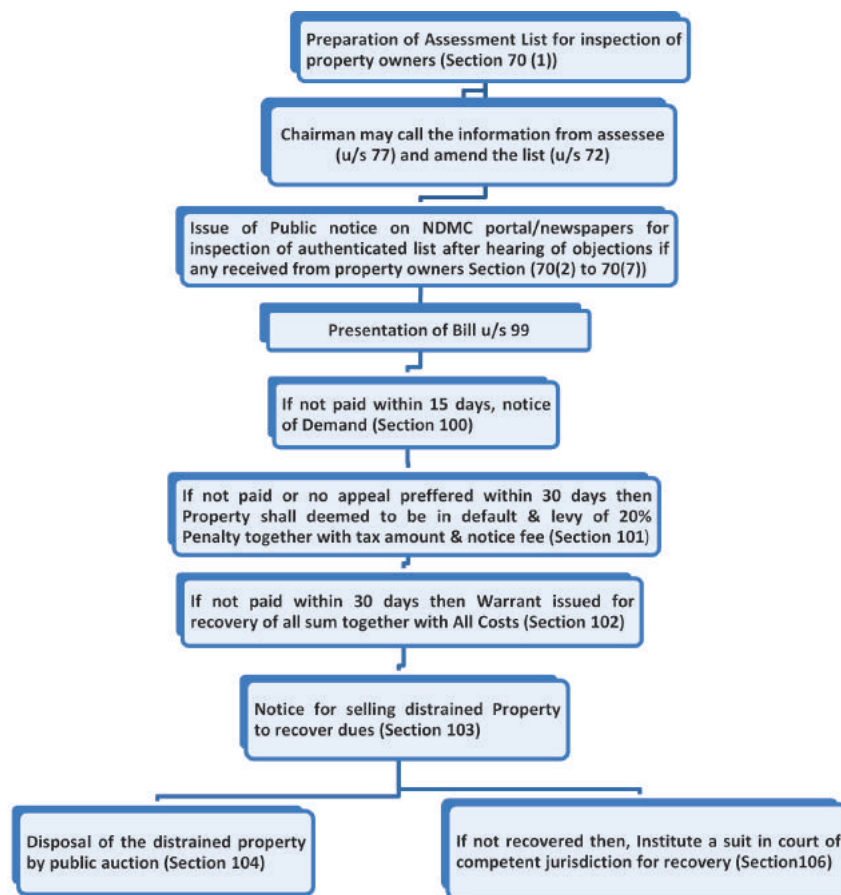 Preparation of Assessment List for inspection of
property owners (Section 70 (1))
Chairman may call the information from assessee
(u/s 77) and amend the list (u/s 72)
Issue of Public notice on NDMC portal/newspapers for
inspection of authenticated list after hearing of objections if
any received from property owners Section (70(2) to 70(7))
Presentation of Bill u/s 99
If not paid within 15 days, notice
of Demand (Section 100)
If not paid or no appeal preffered within 30 days then
Property shall deemed to be in default & levy of 20%
Penalty together with tax amount & notice fee (Section 101)
If not paid within 30 days then Warrant issued for
recovery of all sum together with All Costs (Section 102)
Notice for selling distrained Property
to recover dues (Section 103)
Disposal of the distrained property
by public auction (Section 104)
If not recovered then, Institute a suit in court of
competent jurisdiction for recovery (Section106)